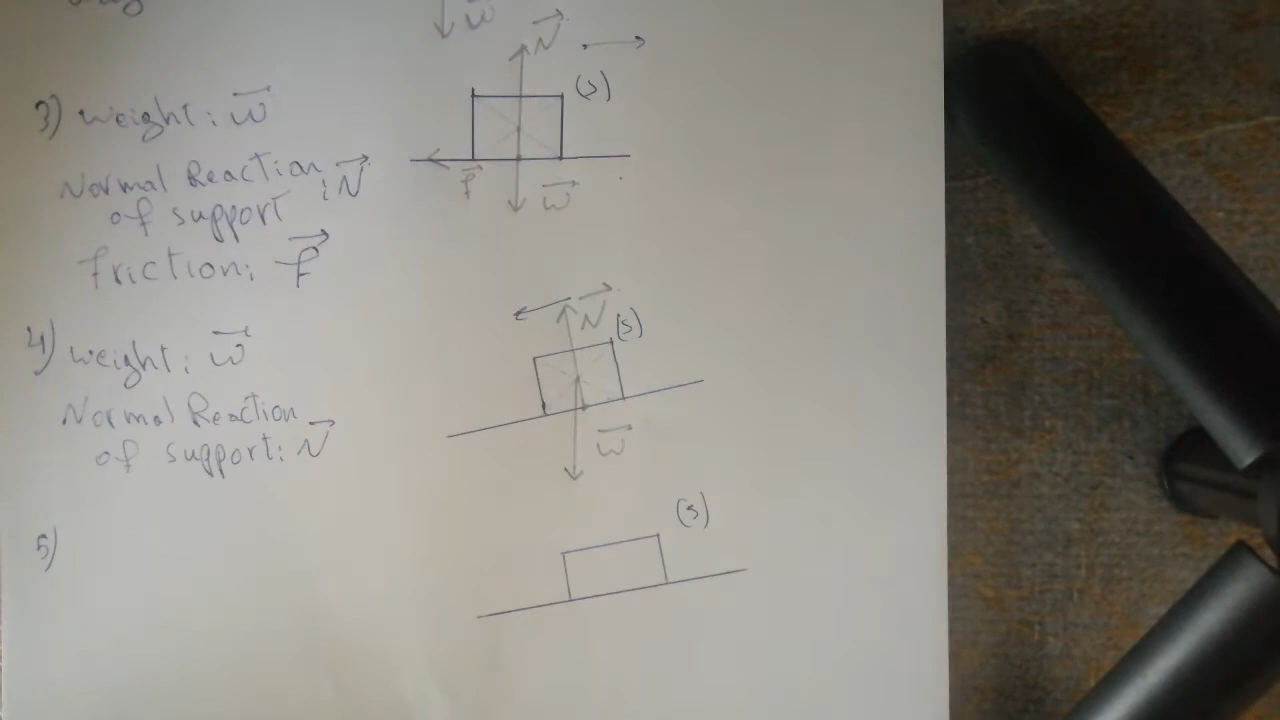 w
N
3) Weight: w
(s)
Normal Reaction
of support : N
f
w
friction: f
N
(s)
4) Weight: w
Normal Reaction
of support: N
w
5)
(s)